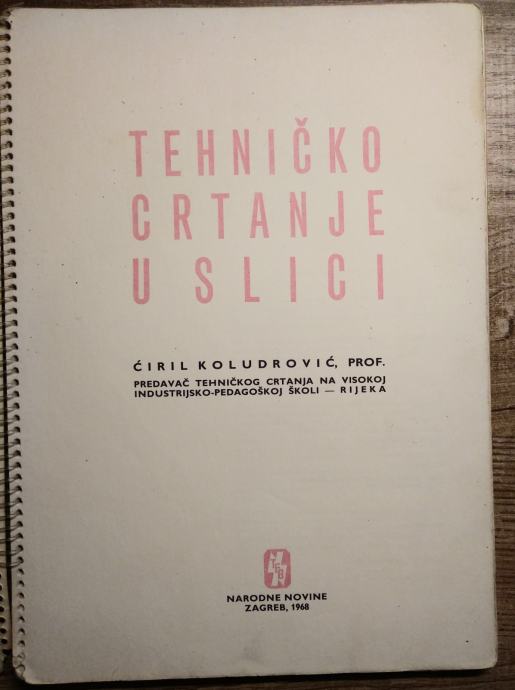 TEHNIČKO
CRTANJE
U SLICI
ĆIRIL KOLUDROVIĆ, PROF.
PREDAVAČ TEHNIČKOG CRTANJA NA VISOKOJ
INDUSTRIJSKO-PEDAGOŠKOJ ŠKOLI — RIJEKA
NARODNE NOVINE
ZAGREB, 1968